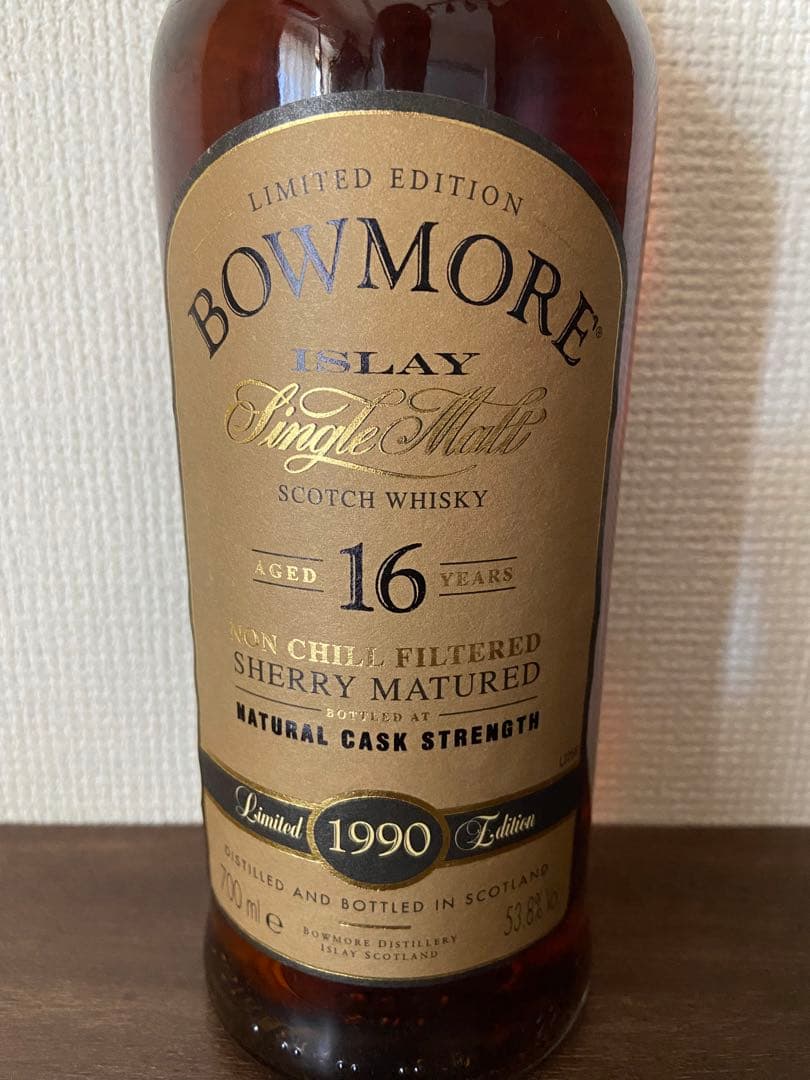 LIMITED EDITION
BOWMORE®
ISLAY
Single Malt
SCOTCH WHISKY
AGED 16 YEARS
NON CHILL FILTERED
SHERRY MATURED
BOTTLED AT
NATURAL CASK STRENGTH
Limited 1990 Edition
DISTILLED AND BOTTLED IN SCOTLAND
700 ml e
53.8%
BOWMORE DISTILLERY
ISLAY SCOTLAND